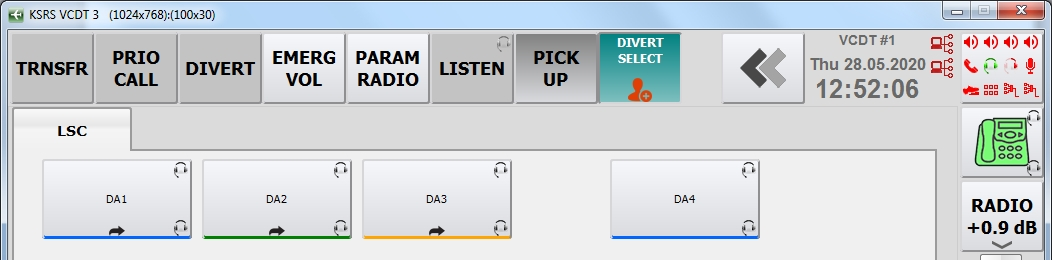 KSRS VCDT 3 (1024x768):(100x30)
TRNSFR
PRIO
CALL
DIVERT
EMERG
VOL
PARAM
RADIO
LISTEN
PICK
UP
DIVERT
SELECT
VCDT #1
Thu 28.05.2020
12:52:06
LSC
DA1
DA2
DA3
DA4
RADIO
+0.9 dB